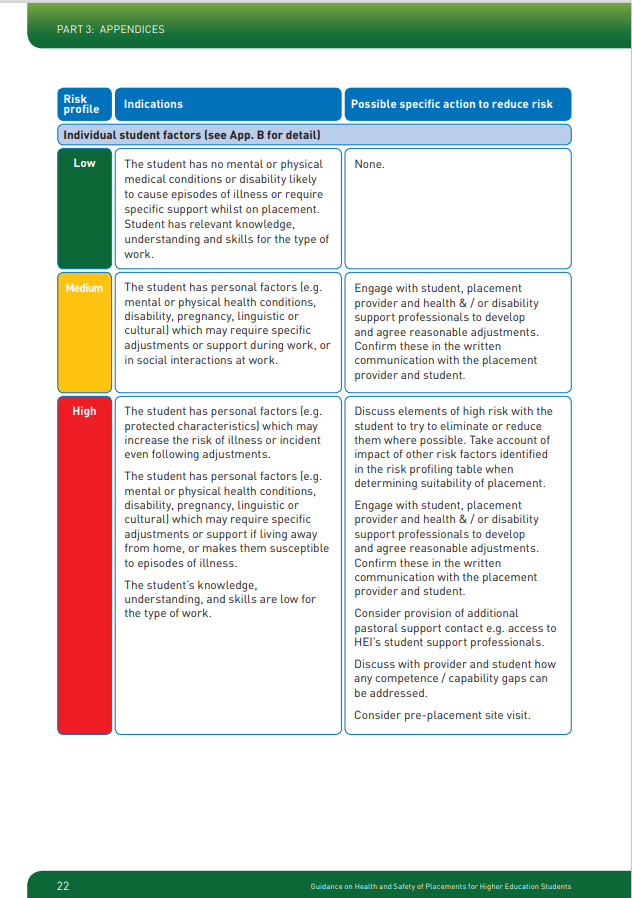 PART 3:  APPENDICES
Risk
profile
Indications
Possible specific action to reduce risk
Individual student factors (see App. B for detail)
Low
The student has no mental or physical
medical conditions or disability likely
to cause episodes of illness or require
specific support whilst on placement.
Student has relevant knowledge,
understanding and skills for the type of
work.
None.
Medium
The student has personal factors (e.g.
mental or physical health conditions,
disability, pregnancy, linguistic or
cultural) which may require specific
adjustments or support during work, or
in social interactions at work.
Engage with student, placement
provider and health & / or disability
support professionals to develop
and agree reasonable adjustments.
Confirm these in the written
communication with the placement
provider and student.
High
The student has personal factors (e.g.
protected characteristics) which may
increase the risk of illness or incident
even following adjustments.
The student has personal factors (e.g.
mental or physical health conditions,
disability, pregnancy, linguistic or
cultural) which may require specific
adjustments or support if living away
from home, or makes them susceptible
to episodes of illness.
The student's knowledge,
understanding, and skills are low for
the type of work.
Discuss elements of high risk with the
student to try to eliminate or reduce
them where possible. Take account of
impact of other risk factors identified
in the risk profiling table when
determining suitability of placement.
Engage with student, placement
provider and health & / or disability
support professionals to develop
and agree reasonable adjustments.
Confirm these in the written
communication with the placement
provider and student.
Consider provision of additional
pastoral support contact e.g. access to
HEI's student support professionals.
Discuss with provider and student how
any competence / capability gaps can
be addressed.
Consider pre-placement site visit.
22
Guidance on Health and Safety of Placements for Higher Education Students